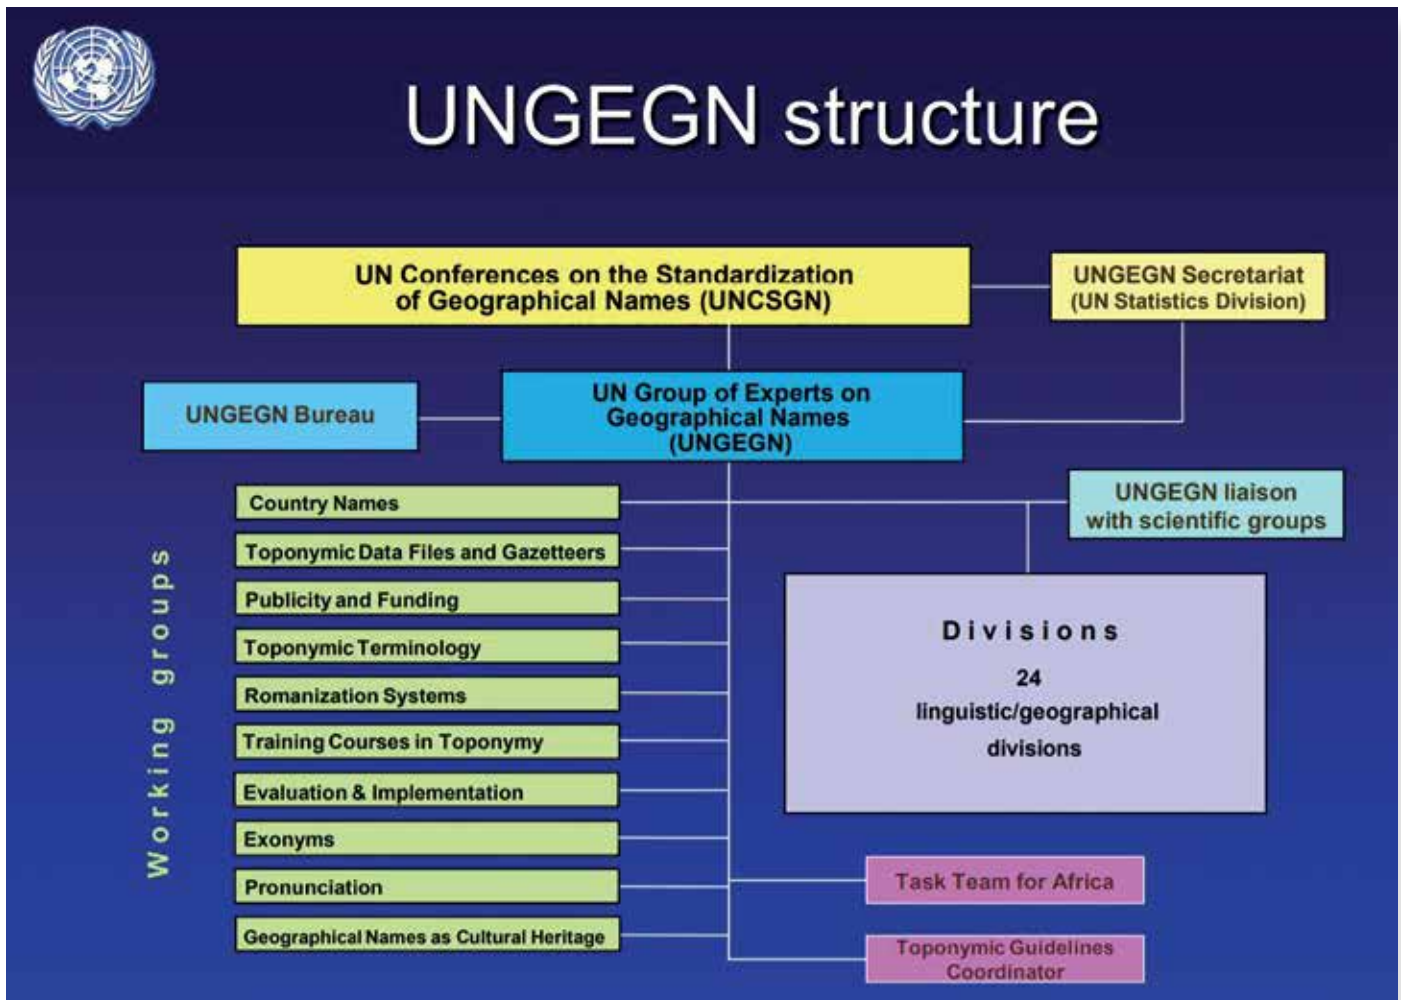 UNGEGN structure
UN Conferences on the Standardization
of Geographical Names (UNCSGN)
UNGEGN Secretariat
(UN Statistics Division)
UNGEGN Bureau
UN Group of Experts on
Geographical Names
(UNGEGN)
UNGEGN liaison
with scientific groups
Working groups
Country Names
Toponymic Data Files and Gazetteers
Publicity and Funding
Toponymic Terminology
Romanization Systems
Training Courses in Toponymy
Evaluation & Implementation
Exonyms
Pronunciation
Geographical Names as Cultural Heritage
Divisions
24
linguistic/geographical
divisions
Task Team for Africa
Toponymic Guidelines
Coordinator